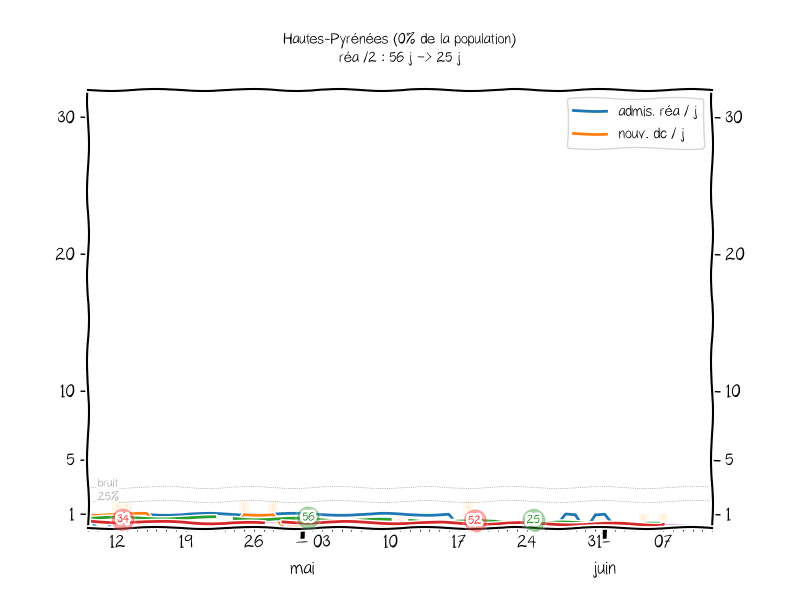 Hautes-Pyrénées (0% de la population)
réa /2 : 56 j -> 25 j
admis. réa / j
nouv. dc / j
30
30
20
20
10
10
5
5
bruit
25%
1
1
34
56
52
25
12 19 26 03 10 17 24 31 07
mai juin